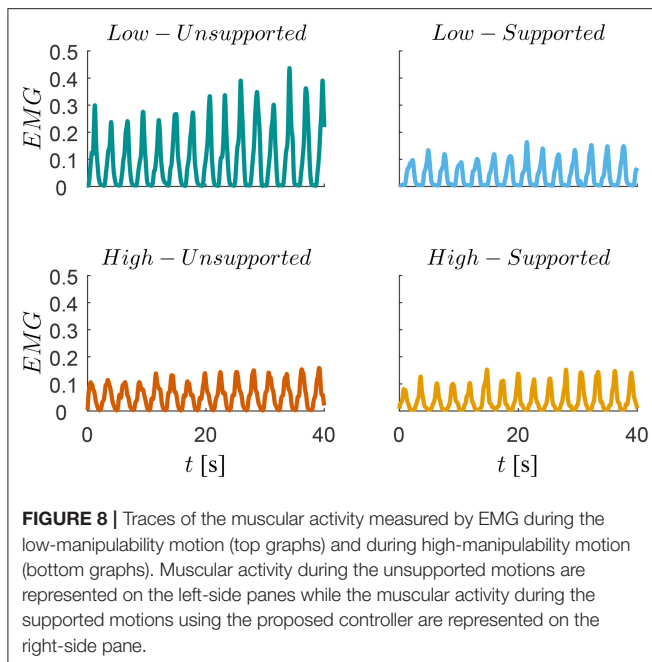 Low – Unsupported
Low – Supported
EMG
0.5
0.4
0.3
0.2
0.1
0
High – Unsupported
High – Supported
EMG
0.5
0.4
0.3
0.2
0.1
0
0
20
40
0
20
40
t [s]
t [s]
FIGURE 8 | Traces of the muscular activity measured by EMG during the
low-manipulability motion (top graphs) and during high-manipulability motion
(bottom graphs). Muscular activity during the unsupported motions are
represented on the left-side panes while the muscular activity during the
supported motions using the proposed controller are represented on the
right-side pane.